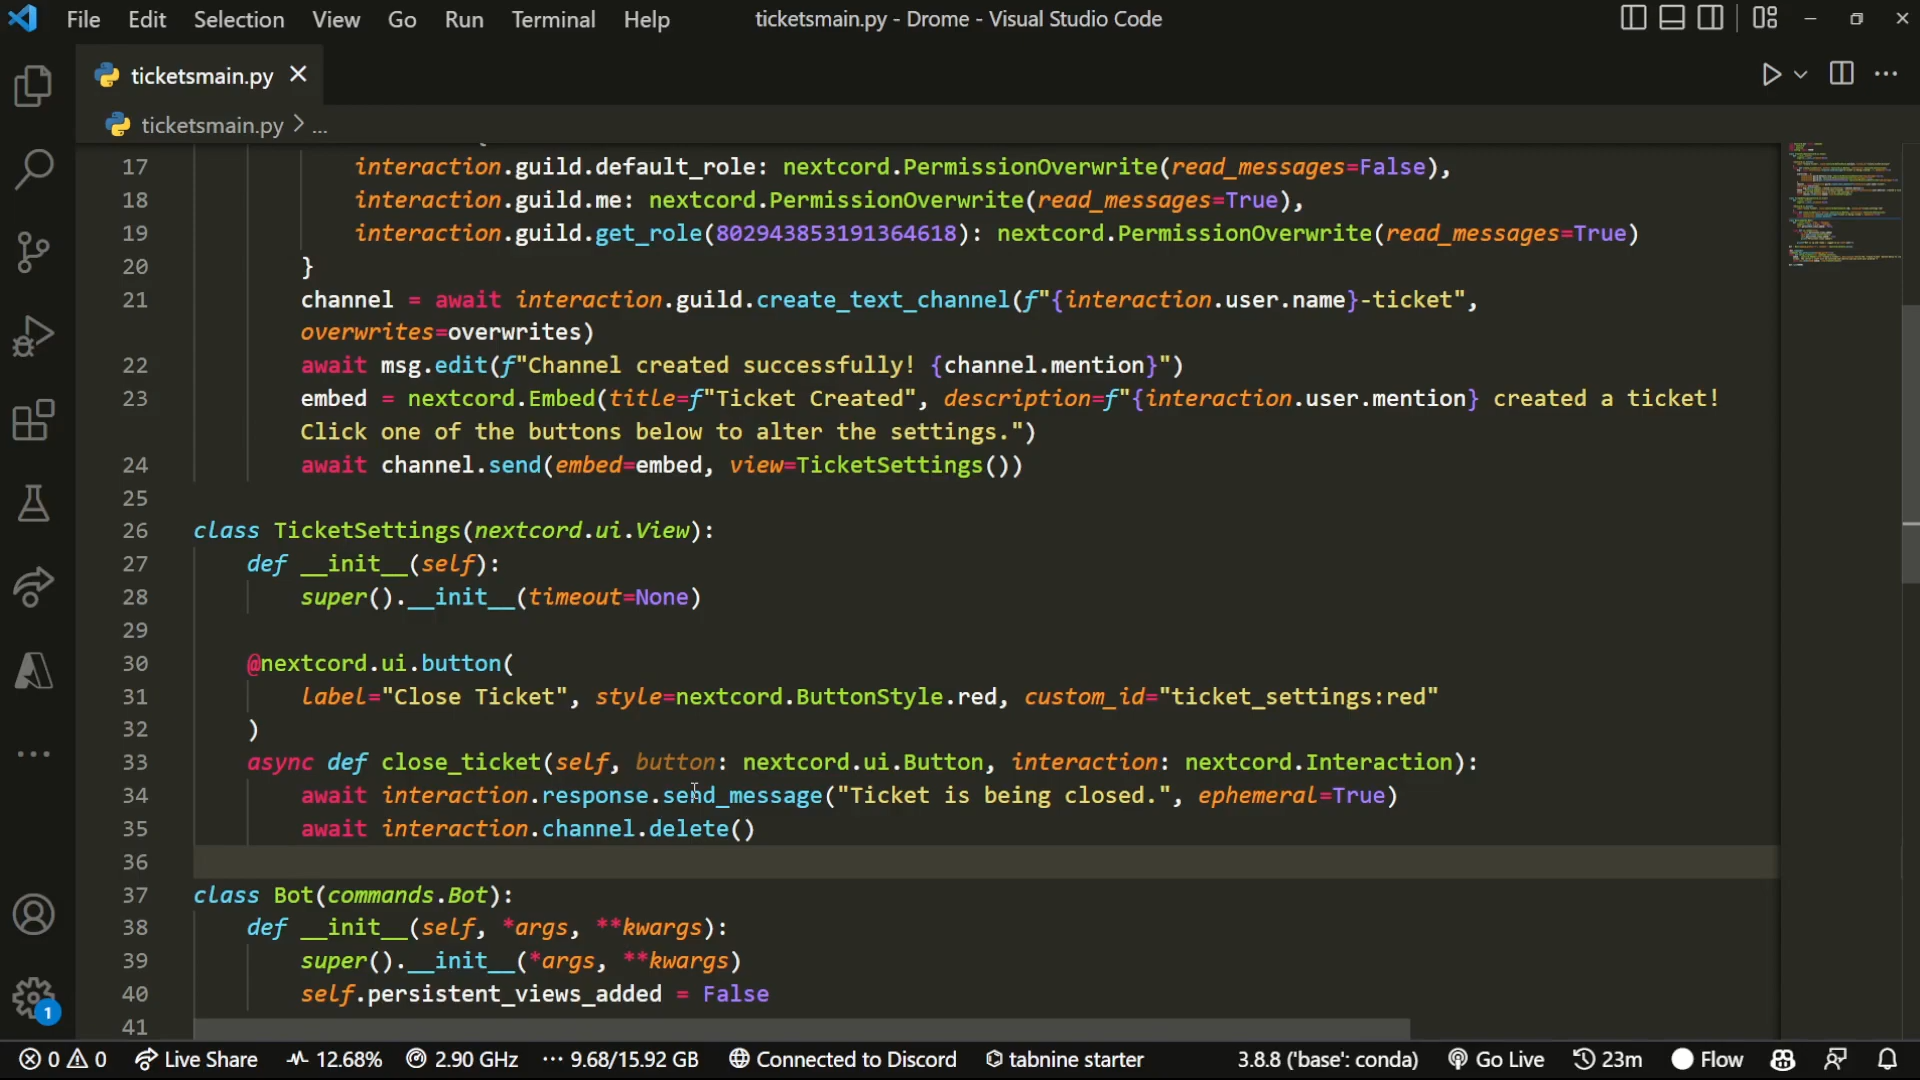 File Edit Selection View Go Run Terminal Help ticketsmain.py - Drome - Visual Studio Code
ticketsmain.py
ticketsmain.py > ...
17 interaction.guild.default_role: nextcord.PermissionOverwrite(read_messages=False),
18 interaction.guild.me: nextcord.PermissionOverwrite(read_messages=True),
19 interaction.guild.get_role(802943853191364618): nextcord.PermissionOverwrite(read_messages=True)
20 }
21 channel = await interaction.guild.create_text_channel(f"{interaction.user.name}-ticket",
overwrites=overwrites)
22 await msg.edit(f"Channel created successfully! {channel.mention}")
23 embed = nextcord.Embed(title=f"Ticket Created", description=f"{interaction.user.mention} created a ticket!
Click one of the buttons below to alter the settings.")
24 await channel.send(embed=embed, view=TicketSettings())
25
26 class TicketSettings(nextcord.ui.View):
27 def __init__(self):
28 super().__init__(timeout=None)
29
30 @nextcord.ui.button(
31 label="Close Ticket", style=nextcord.ButtonStyle.red, custom_id="ticket_settings:red"
32 )
33 async def close_ticket(self, button: nextcord.ui.Button, interaction: nextcord.Interaction):
34 await interaction.response.send_message("Ticket is being closed.", ephemeral=True)
35 await interaction.channel.delete()
36
37 class Bot(commands.Bot):
38 def __init__(self, *args, **kwargs):
39 super().__init__(*args, **kwargs)
40 self.persistent_views_added = False
41
1
0 0 Live Share 12.68% 2.90 GHz 9.68/15.92 GB Connected to Discord tabnine starter 3.8.8 ('base': conda) Go Live 23m Flow